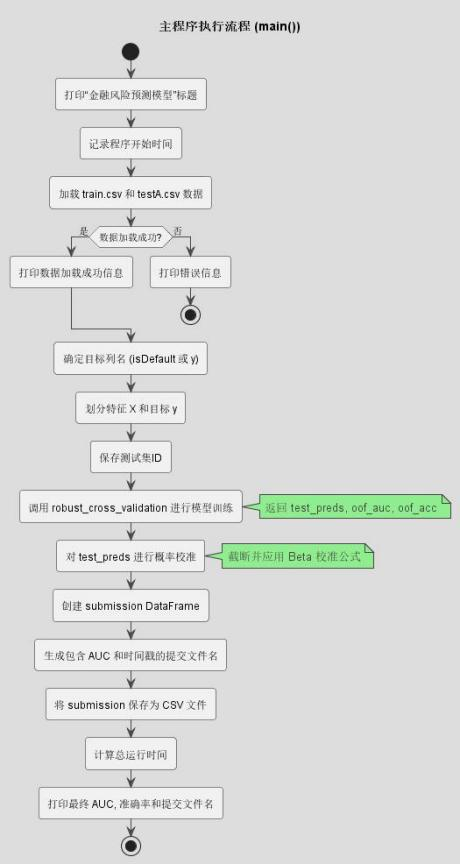 主程序执行流程 (main())
打印“金融风险预测模型”标题
记录程序开始时间
加载 train.csv 和 testA.csv 数据
数据加载成功?
是
否
打印数据加载成功信息
打印错误信息
确定目标列名 (isDefault 或 y)
划分特征 X 和目标 y
保存测试集ID
调用 robust_cross_validation 进行模型训练
返回 test_preds, oof_auc, oof_acc
对 test_preds 进行概率校准
截断并应用 Beta 校准公式
创建 submission DataFrame
生成包含 AUC 和时间戳的提交文件名
将 submission 保存为 CSV 文件
计算总运行时间
打印最终 AUC, 准确率和提交文件名